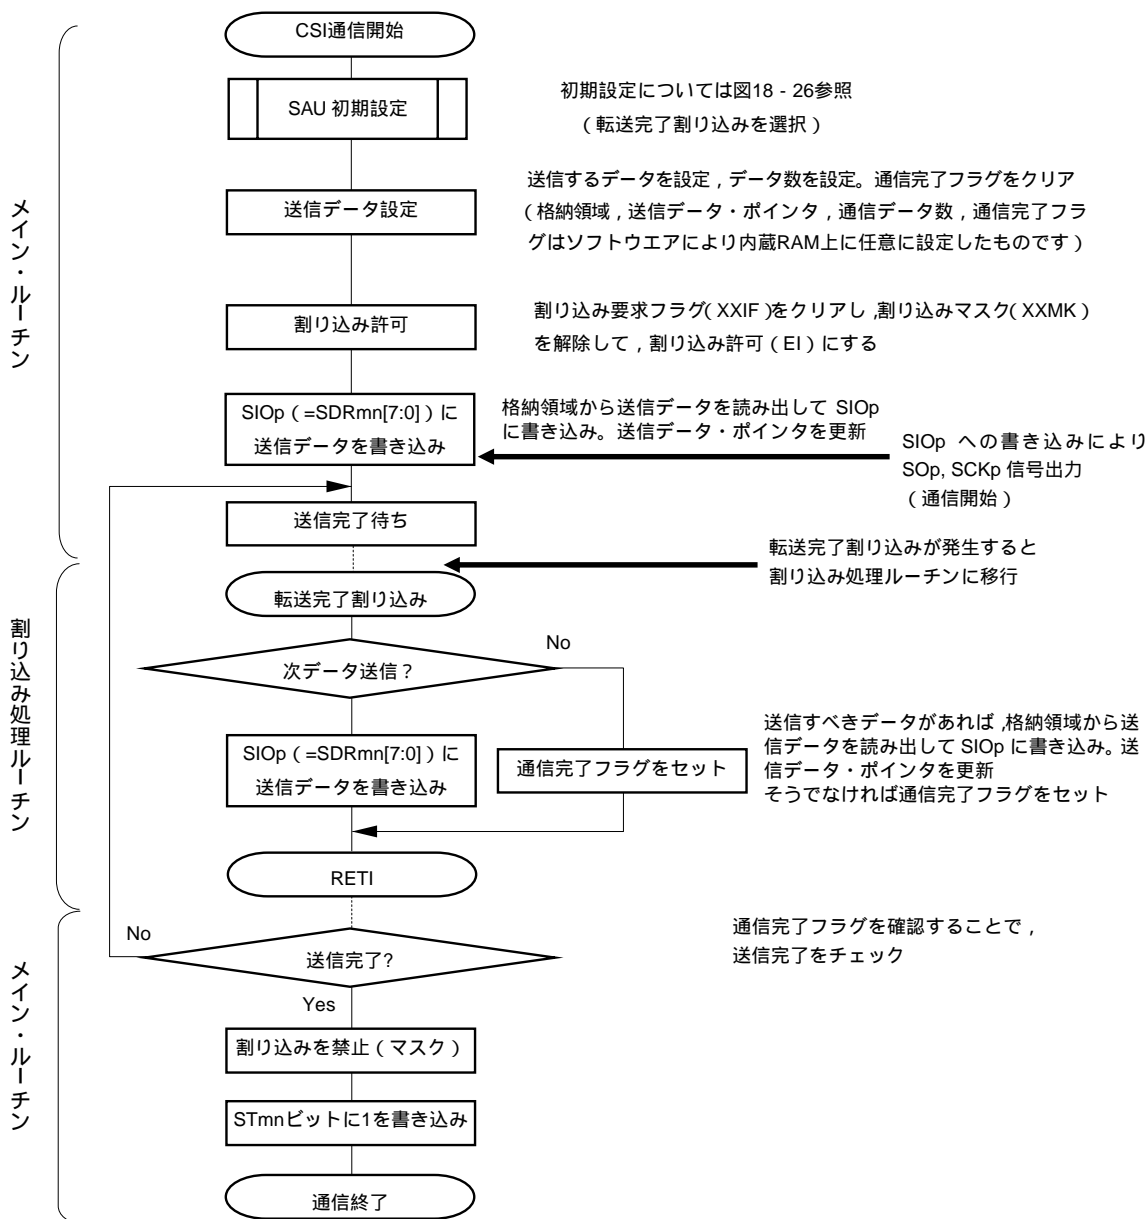 CSI通信開始
SAU 初期設定
初期設定については図18 - 26参照
(転送完了割り込みを選択)
送信データ設定
送信するデータを設定,データ数を設定。通信完了フラグをクリア
(格納領域,送信データ・ポインタ,通信データ数,通信完了フラ
グはソフトウエアにより内蔵RAM上に任意に設定したものです)
メイン・ルーチン
割り込み許可
割り込み要求フラグ(XXIF)をクリアし,割り込みマスク(XXMK)
を解除して,割り込み許可(EI)にする
SIOp(=SDRmn[7:0])に
送信データを書き込み
格納領域から送信データを読み出して SIOp
に書き込み。送信データ・ポインタを更新
SIOp への書き込みにより
SOp, SCKp 信号出力
(通信開始)
送信完了待ち
転送完了割り込みが発生すると
割り込み処理ルーチンに移行
転送完了割り込み
割り込み処理ルーチン
次データ送信?
No
SIOp(=SDRmn[7:0])に
送信データを書き込み
通信完了フラグをセット
送信すべきデータがあれば,格納領域から送
信データを読み出して SIOp に書き込み。送
信データ・ポインタを更新
そうでなければ通信完了フラグをセット
RETI
No
送信完了?
通信完了フラグを確認することで,
送信完了をチェック
Yes
メイン・ルーチン
割り込みを禁止(マスク)
STmnビットに1を書き込み
通信終了